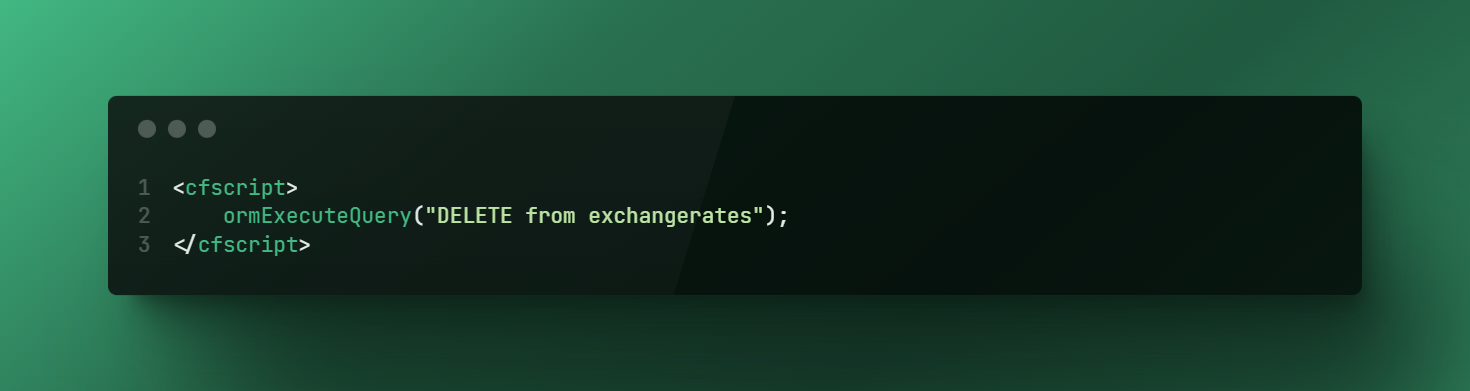 1 <cfscript>
2     ormExecuteQuery("DELETE from exchangerates");
3 </cfscript>